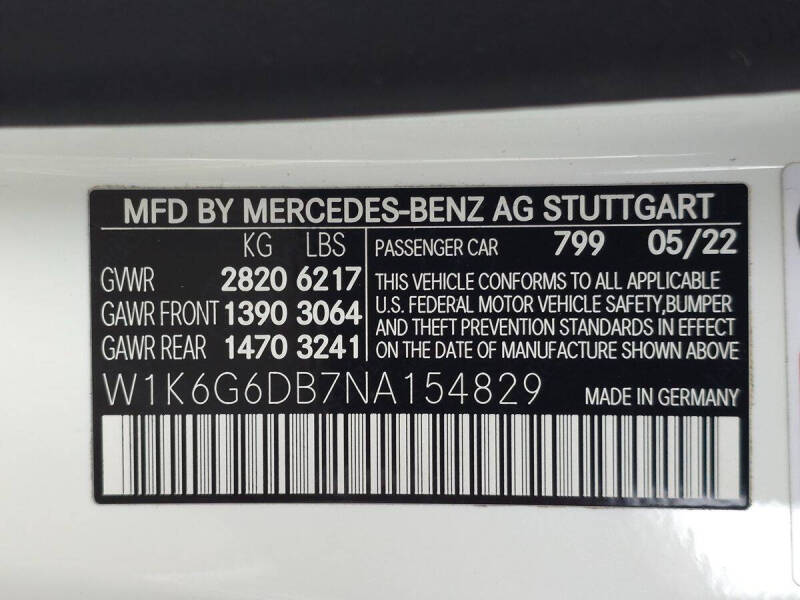 MFD BY MERCEDES-BENZ AG STUTTGART
KG LBS
GVWR 2820 6217
GAWR FRONT 1390 3064
GAWR REAR 1470 3241
PASSENGER CAR 799 05/22
THIS VEHICLE CONFORMS TO ALL APPLICABLE
U.S. FEDERAL MOTOR VEHICLE SAFETY,BUMPER
AND THEFT PREVENTION STANDARDS IN EFFECT
ON THE DATE OF MANUFACTURE SHOWN ABOVE
W1K6G6DB7NA154829
MADE IN GERMANY